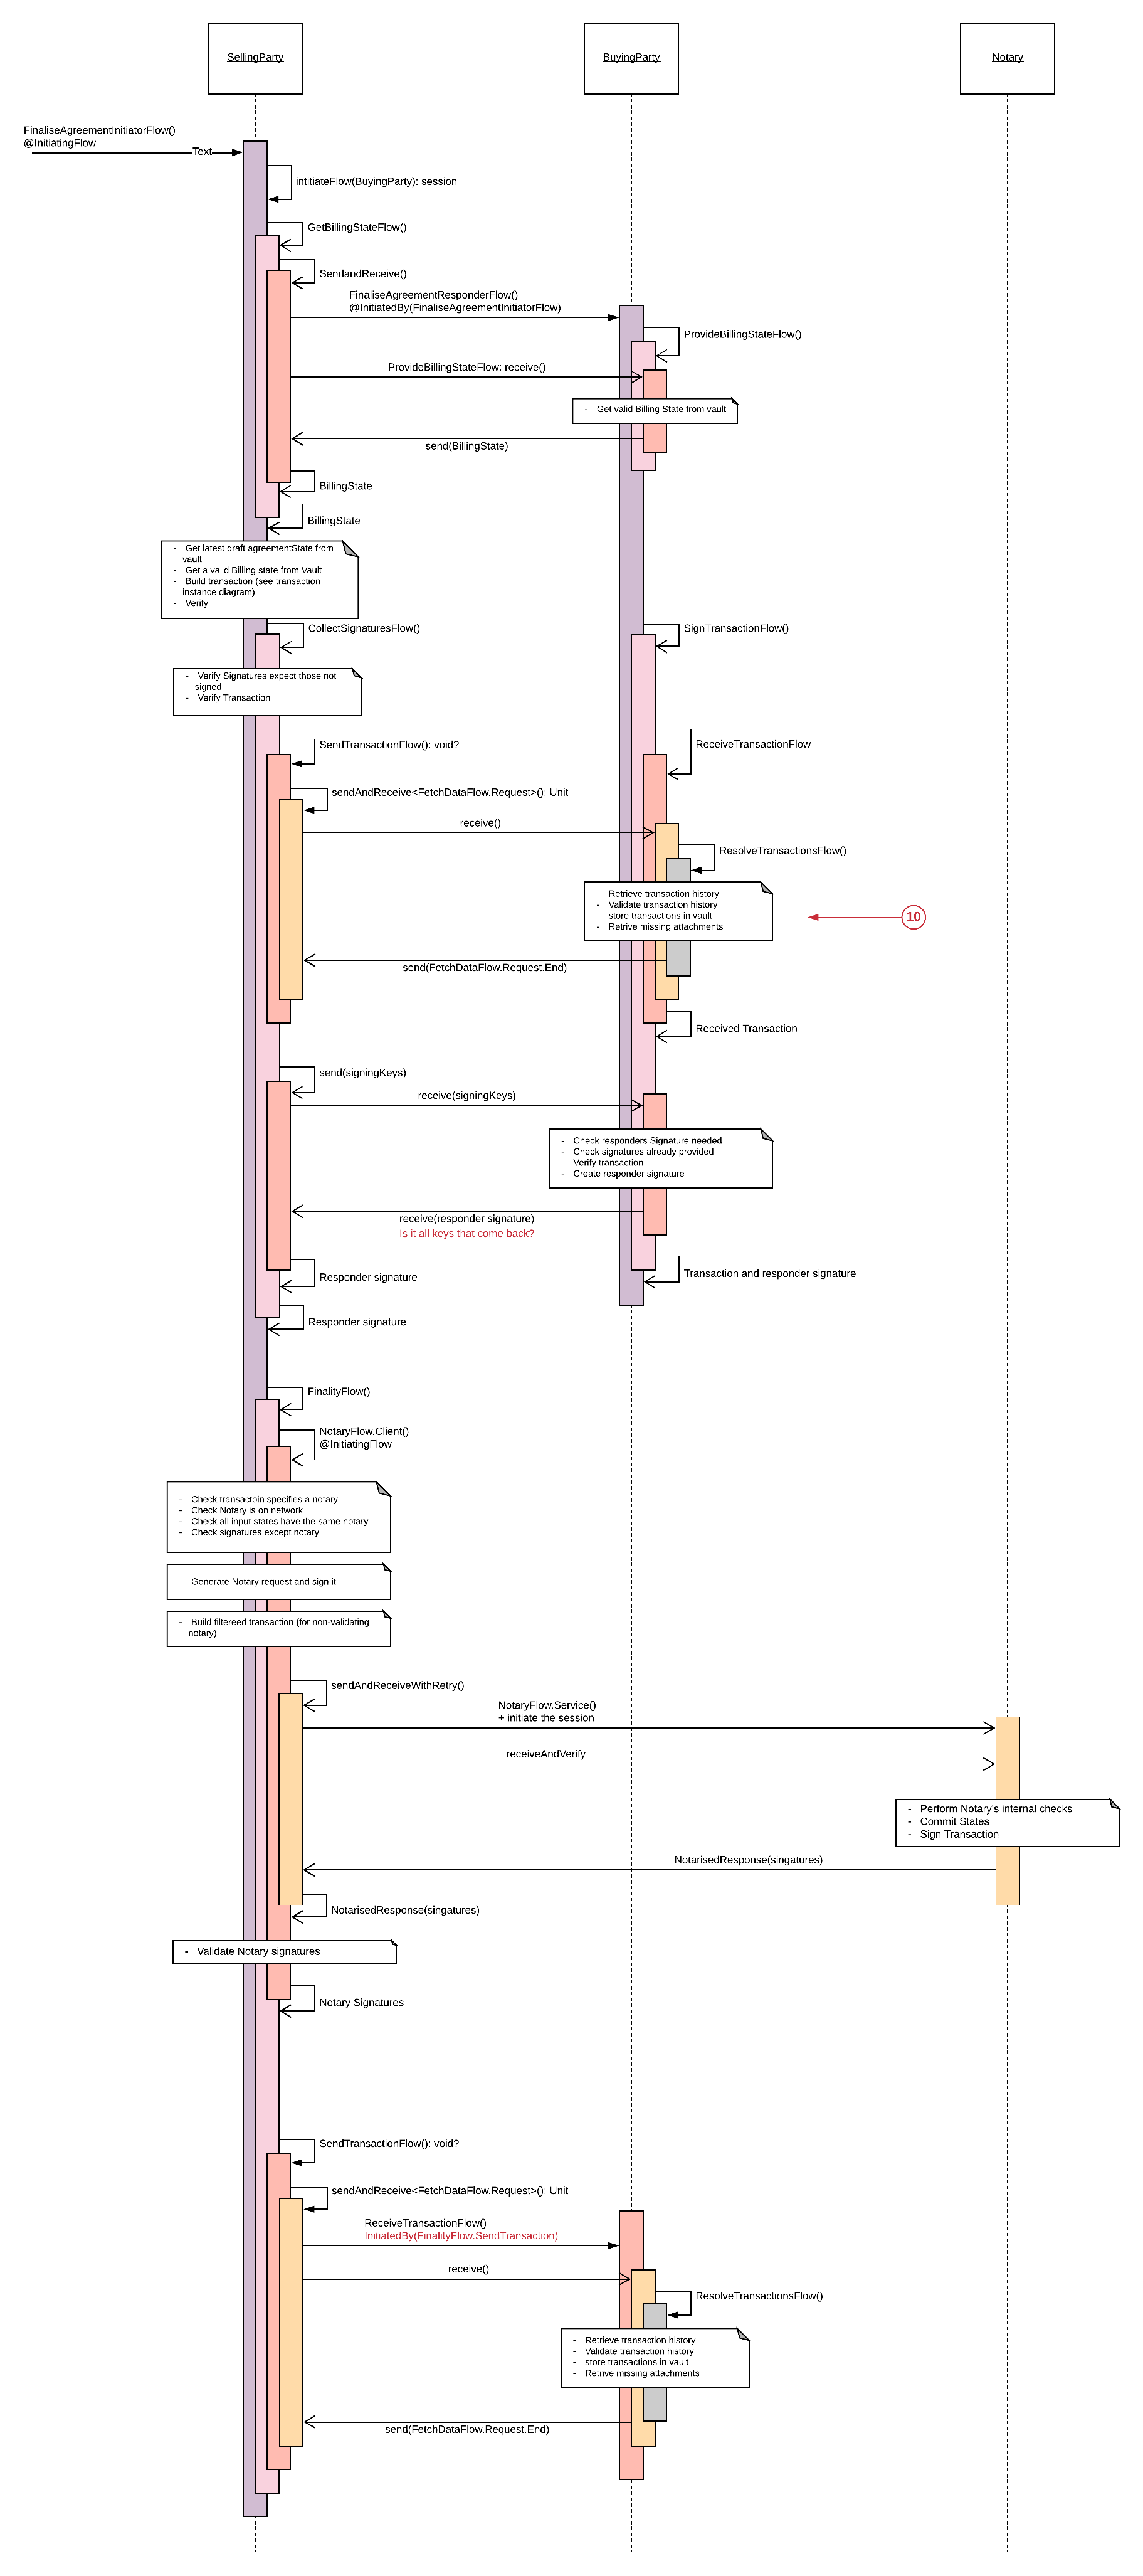 SellingParty
BuyingParty
Notary
FinaliseAgreementInitiatorFlow()
@InitiatingFlow
Text
intitiateFlow(BuyingParty): session
GetBillingStateFlow()
SendandReceive()
FinaliseAgreementResponderFlow()
@InitiatedBy(FinaliseAgreementInitiatorFlow)
ProvideBillingStateFlow()
ProvideBillingStateFlow: receive()
- Get valid Billing State from vault
send(BillingState)
BillingState
BillingState
- Get latest draft agreementState from
vault
- Get a valid Billing state from Vault
- Build transaction (see transaction
instance diagram)
- Verify
CollectSignaturesFlow()
SignTransactionFlow()
- Verify Signatures expect those not
signed
- Verify Transaction
SendTransactionFlow(): void?
ReceiveTransactionFlow
sendAndReceive<FetchDataFlow.Request>(): Unit
receive()
ResolveTransactionsFlow()
- Retrieve transaction history
- Validate transaction history
- store transactions in vault
- Retrive missing attachments
10
send(FetchDataFlow.Request.End)
Received Transaction
send(signingKeys)
receive(signingKeys)
- Check responders Signature needed
- Check signatures already provided
- Verify transaction
- Create responder signature
receive(responder signature)
Is it all keys that come back?
Responder signature
Transaction and responder signature
Responder signature
FinalityFlow()
NotaryFlow.Client()
@InitiatingFlow
- Check transactoin specifies a notary
- Check Notary is on network
- Check all input states have the same notary
- Check signatures except notary
- Generate Notary request and sign it
- Build filtereed transaction (for non-validating
notary)
sendAndReceiveWithRetry()
NotaryFlow.Service()
+ initiate the session
receiveAndVerify
- Perform Notary's internal checks
- Commit States
- Sign Transaction
NotarisedResponse(singatures)
NotarisedResponse(singatures)
- Validate Notary signatures
Notary Signatures
SendTransactionFlow(): void?
sendAndReceive<FetchDataFlow.Request>(): Unit
ReceiveTransactionFlow()
InitiatedBy(FinalityFlow.SendTransaction)
receive()
ResolveTransactionsFlow()
- Retrieve transaction history
- Validate transaction history
- store transactions in vault
- Retrive missing attachments
send(FetchDataFlow.Request.End)